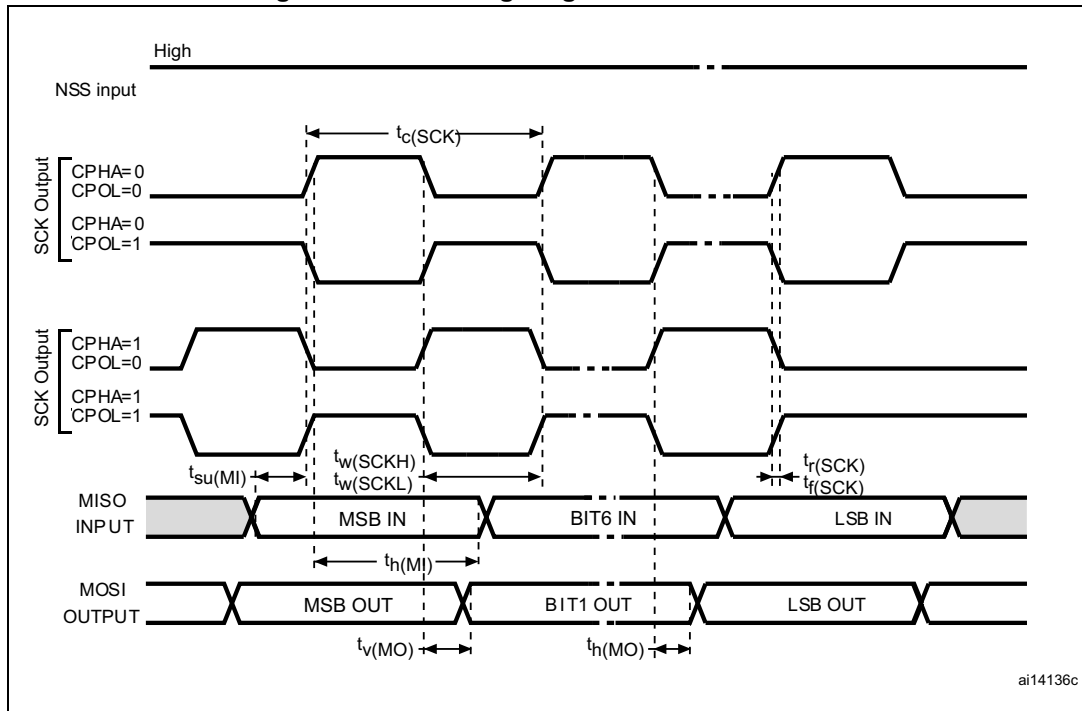 High
NSS input
tc(SCK)
SCK Output
CPHA=0
CPOL=0
CPHA=0
CPOL=1
SCK Output
CPHA=1
CPOL=0
CPHA=1
CPOL=1
tsu(MI)
tw(SCKH)
tw(SCKL)
tr(SCK)
tf(SCK)
MISO
INPUT
MSB IN
BIT6 IN
LSB IN
th(MI)
MOSI
OUTPUT
MSB OUT
BIT1 OUT
LSB OUT
tv(MO)
th(MO)
ai14136c